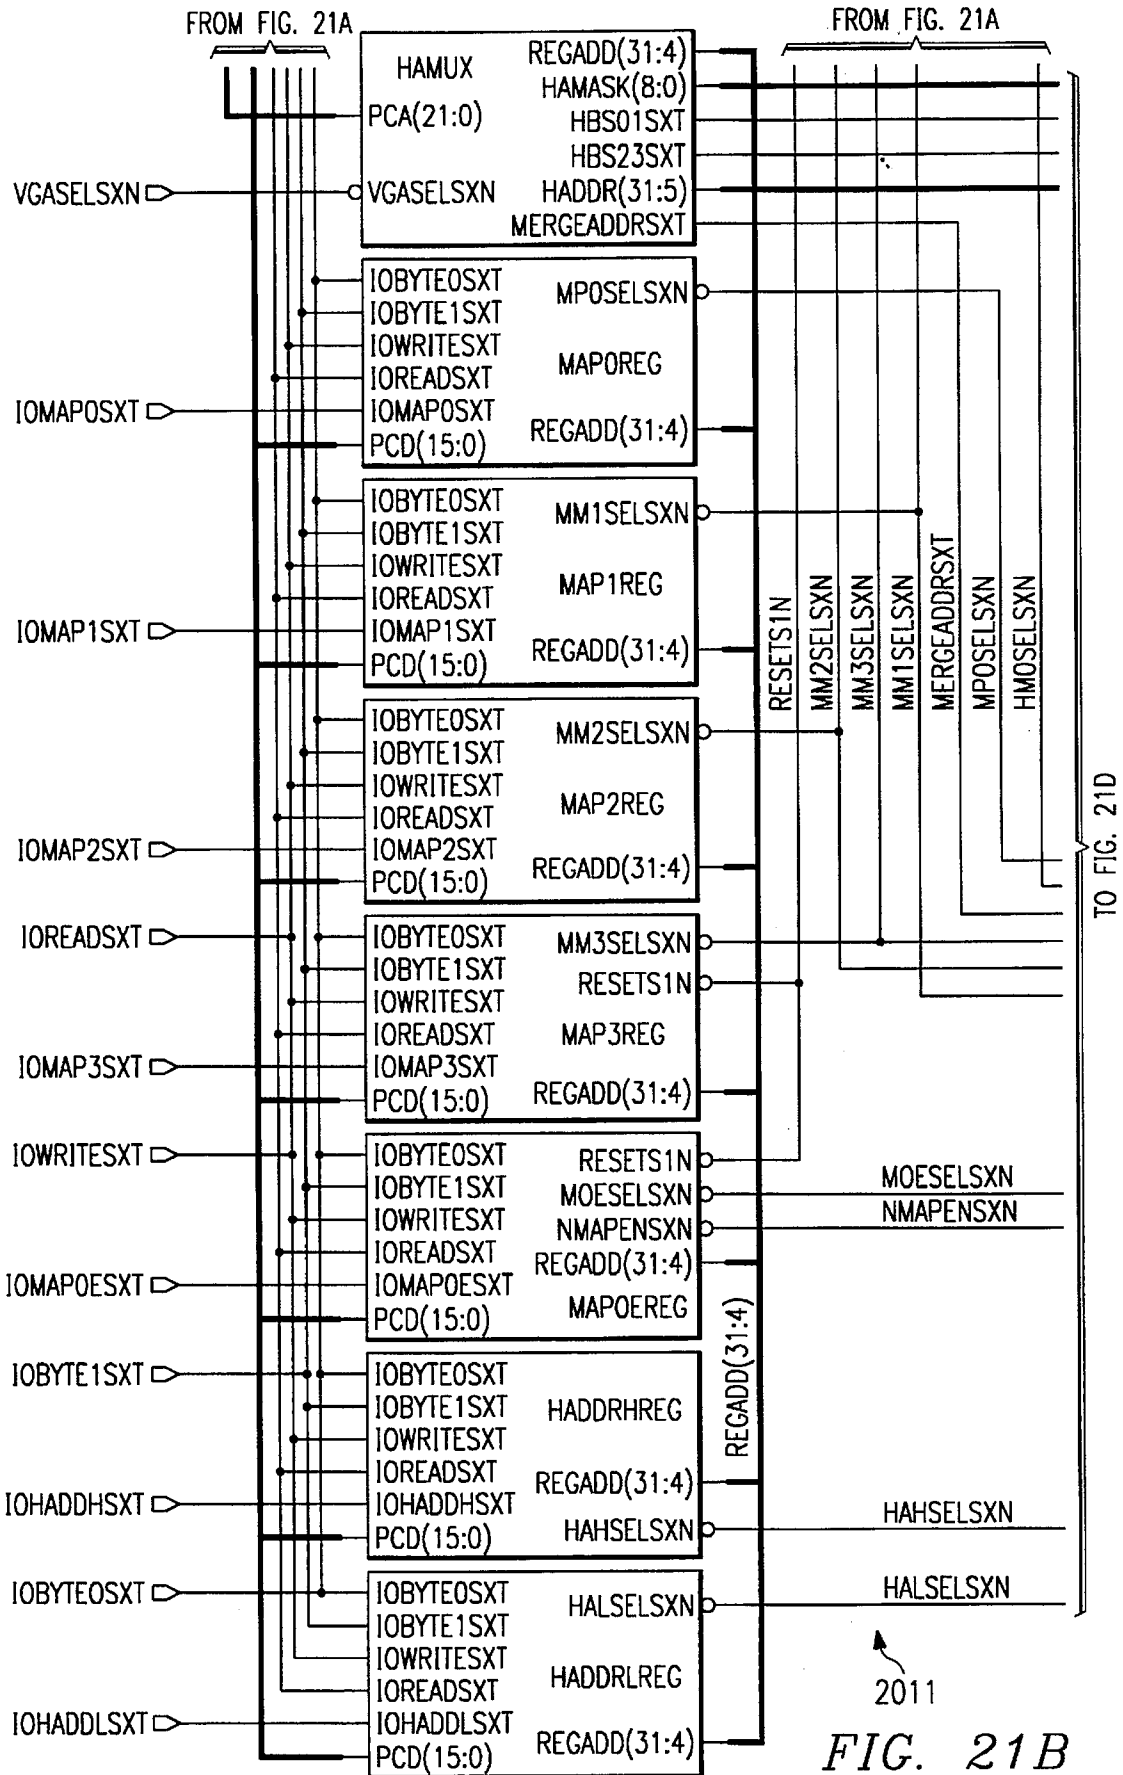 FROM FIG. 21A
FROM FIG. 21A
HAMUX
REGADD(31:4)
HAMASK(8:0)
PCA(21:0)
HBS01SXT
HBS23SXT
VGASELSXN
VGASELSXN
HADDR(31:5)
MERGEADDRSXT
IOBYTE0SXT
MP0SELSXN
IOBYTE1SXT
IOWRITESXT
MAP0REG
IOREADSXT
IOMAP0SXT
IOMAP0SXT
REGADD(31:4)
PCD(15:0)
IOBYTE0SXT
MM1SELSXN
IOBYTE1SXT
IOWRITESXT
MAP1REG
IOREADSXT
IOMAP1SXT
IOMAP1SXT
REGADD(31:4)
PCD(15:0)
RESETS1N
MM2SELSXN
MM3SELSXN
MM1SELSXN
MERGEADDRSXT
MP0SELSXN
HM0SELSXN
IOBYTE0SXT
MM2SELSXN
IOBYTE1SXT
IOWRITESXT
MAP2REG
IOREADSXT
IOMAP2SXT
IOMAP2SXT
REGADD(31:4)
PCD(15:0)
TO FIG. 21D
IOREADSXT
IOBYTE0SXT
MM3SELSXN
IOBYTE1SXT
RESETS1N
IOWRITESXT
IOREADSXT
MAP3REG
IOMAP3SXT
IOMAP3SXT
REGADD(31:4)
PCD(15:0)
IOWRITESXT
IOBYTE0SXT
RESETS1N
IOBYTE1SXT
MOESELSXN
MOESELSXN
IOWRITESXT
NMAPENSXN
NMAPENSXN
IOREADSXT
REGADD(31:4)
IOMAP0ESXT
IOMAP0ESXT
MAP0EREG
PCD(15:0)
REGADD(31:4)
IOBYTE1SXT
IOBYTE0SXT
IOBYTE1SXT
HADDRHREG
IOWRITESXT
IOREADSXT
REGADD(31:4)
IOHADDHSXT
IOHADDHSXT
PCD(15:0)
HAHSELSXN
HAHSELSXN
IOBYTE0SXT
IOBYTE0SXT
HALSELSXN
HALSELSXN
IOBYTE1SXT
IOWRITESXT
HADDRLREG
IOREADSXT
2011
IOHADDLSXT
IOHADDLSXT
REGADD(31:4)
PCD(15:0)
FIG. 21B